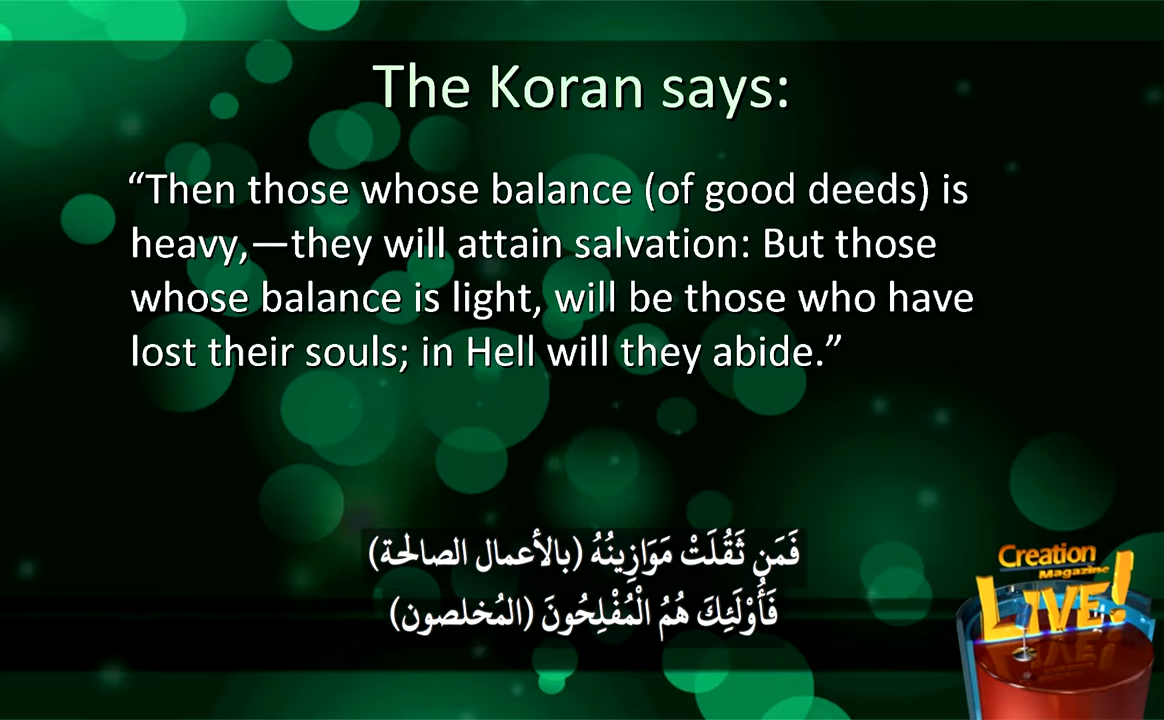 The Koran says:
“Then those whose balance (of good deeds) is
heavy,—they will attain salvation: But those
whose balance is light, will be those who have
lost their souls; in Hell will they abide.”
فَمَن ثَقُلَتْ مَوَازِينُهُ (بالأعمال الصالحة)
فَأُوْلَئِكَ هُمُ الْمُفْلِحُونَ (المُخلصون)
Creation
Magazine
LIVE!